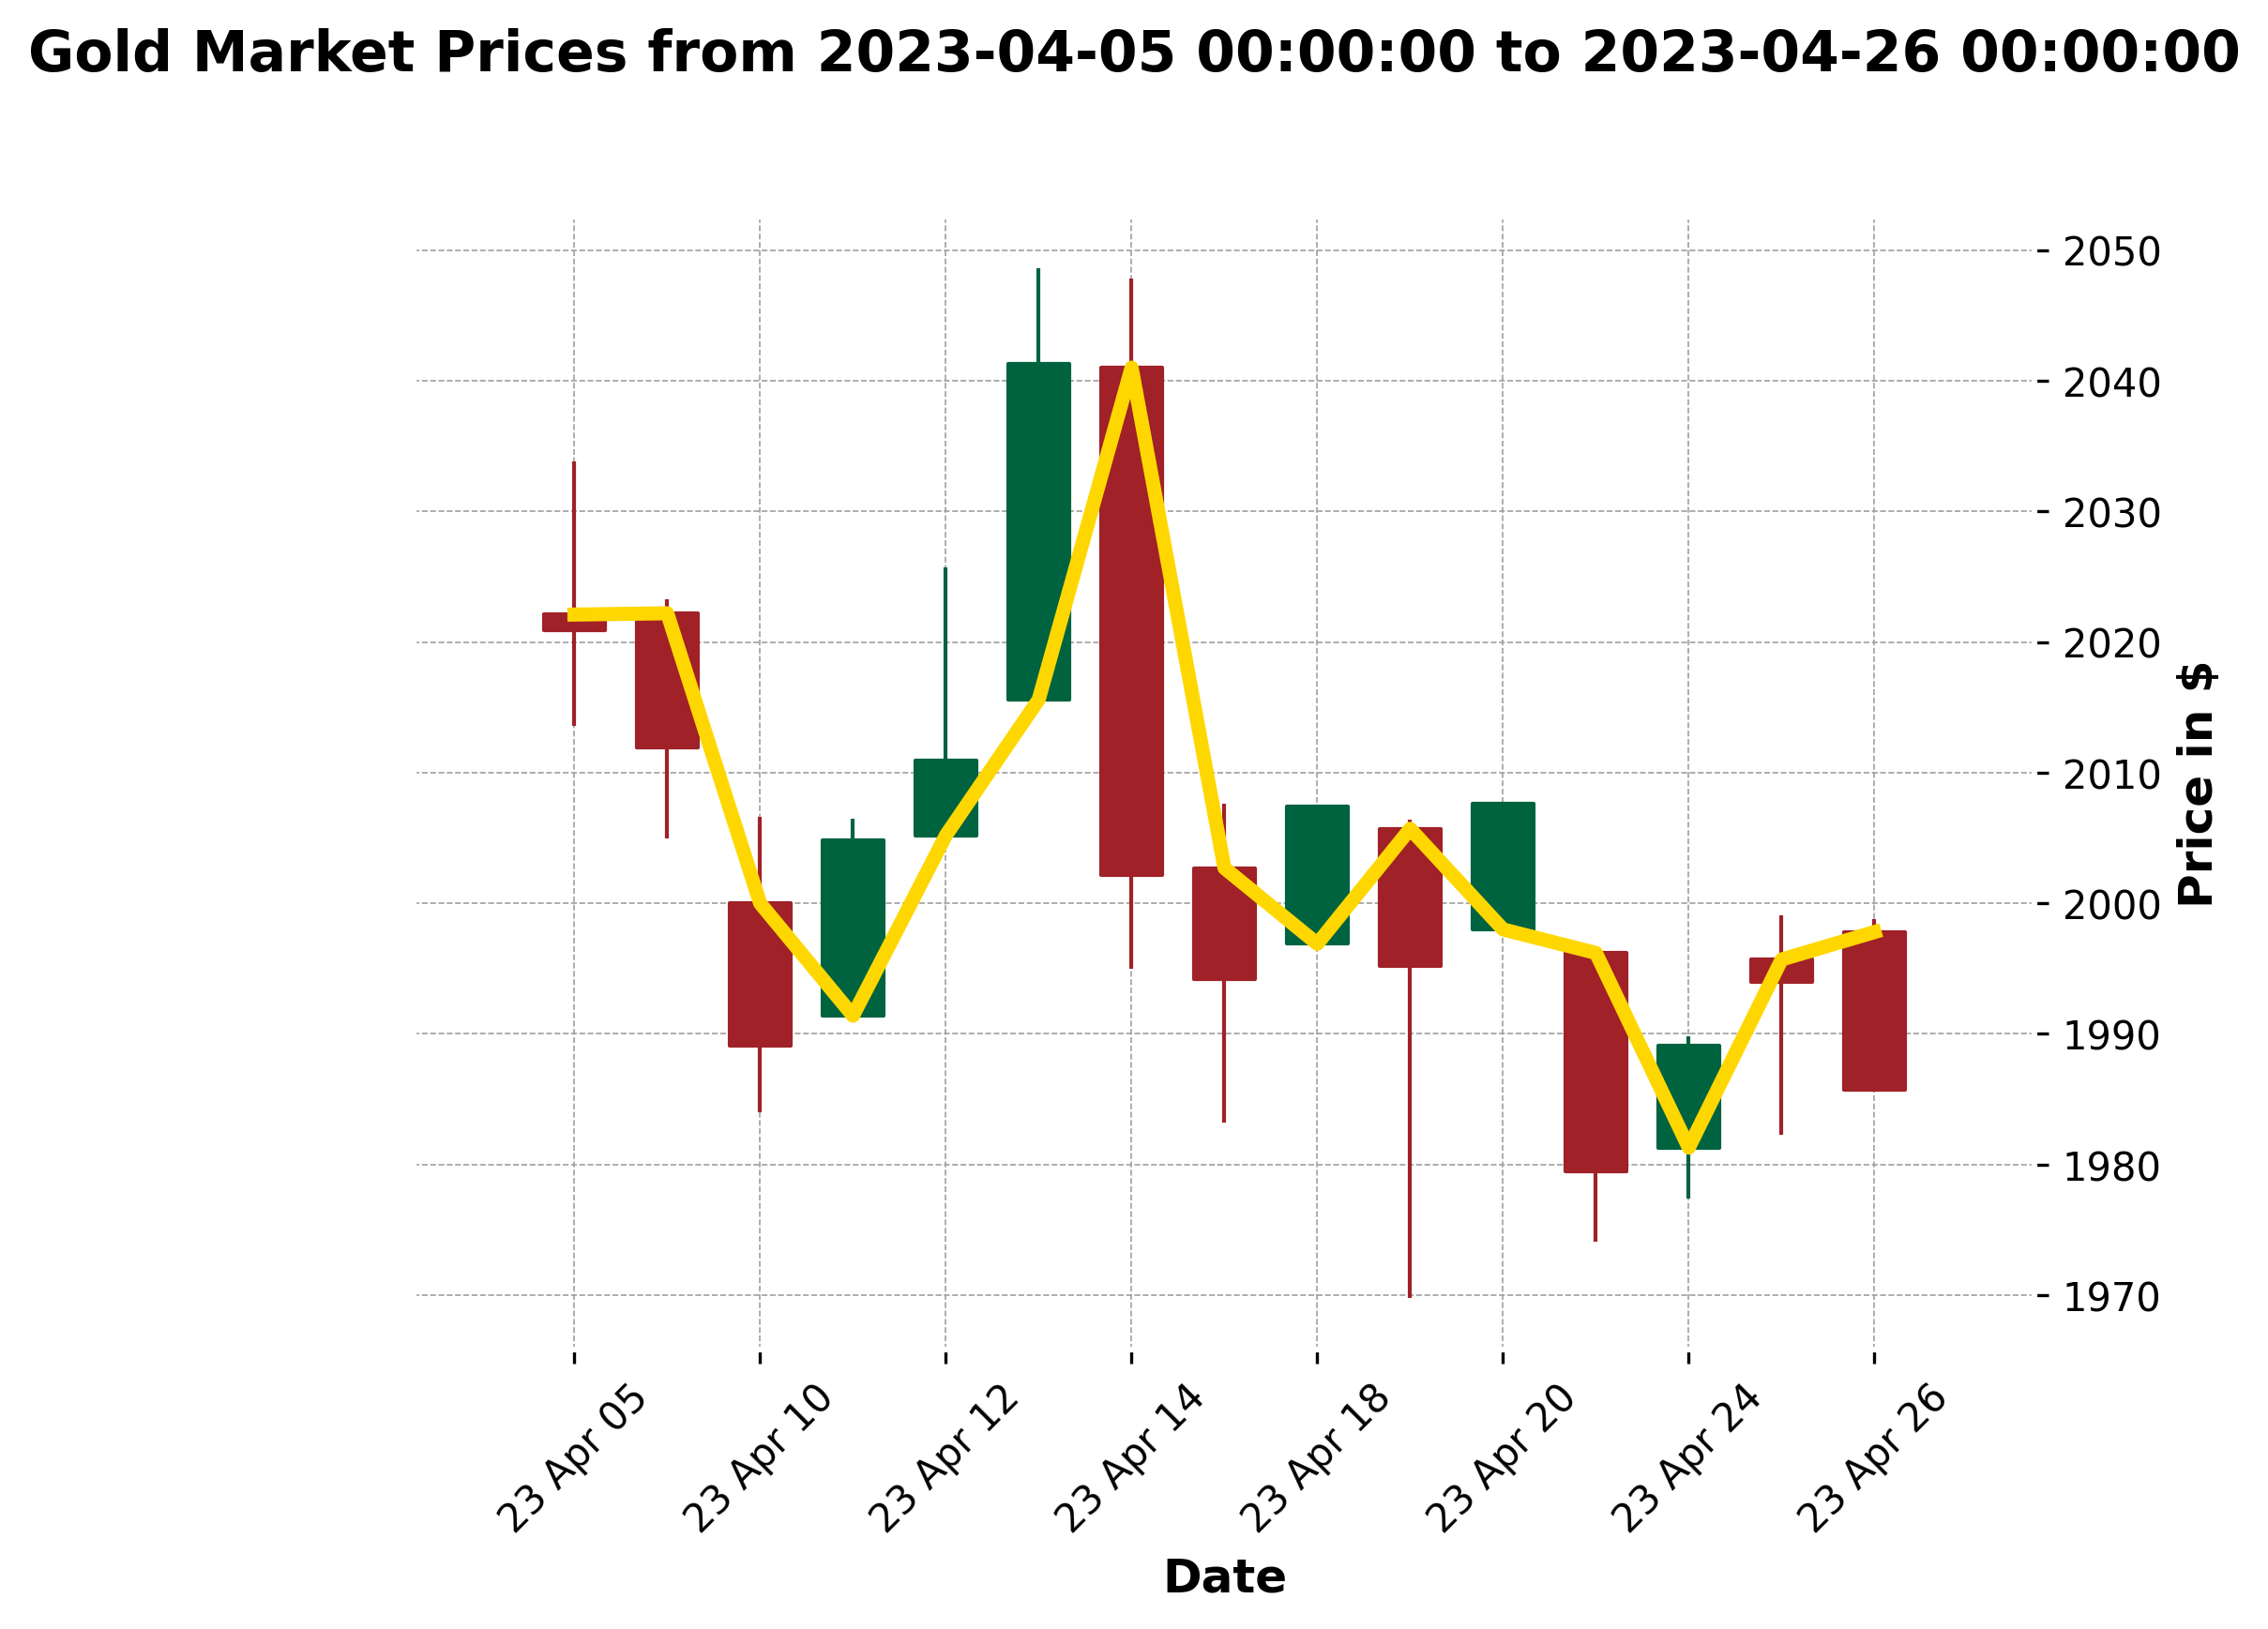 Gold Market Prices from 2023-04-05 00:00:00 to 2023-04-26 00:00:00
2050
2040
2030
2020
2010
2000
1990
1980
1970
Price in $
23 Apr 05
23 Apr 10
23 Apr 12
23 Apr 14
23 Apr 18
23 Apr 20
23 Apr 24
23 Apr 26
Date